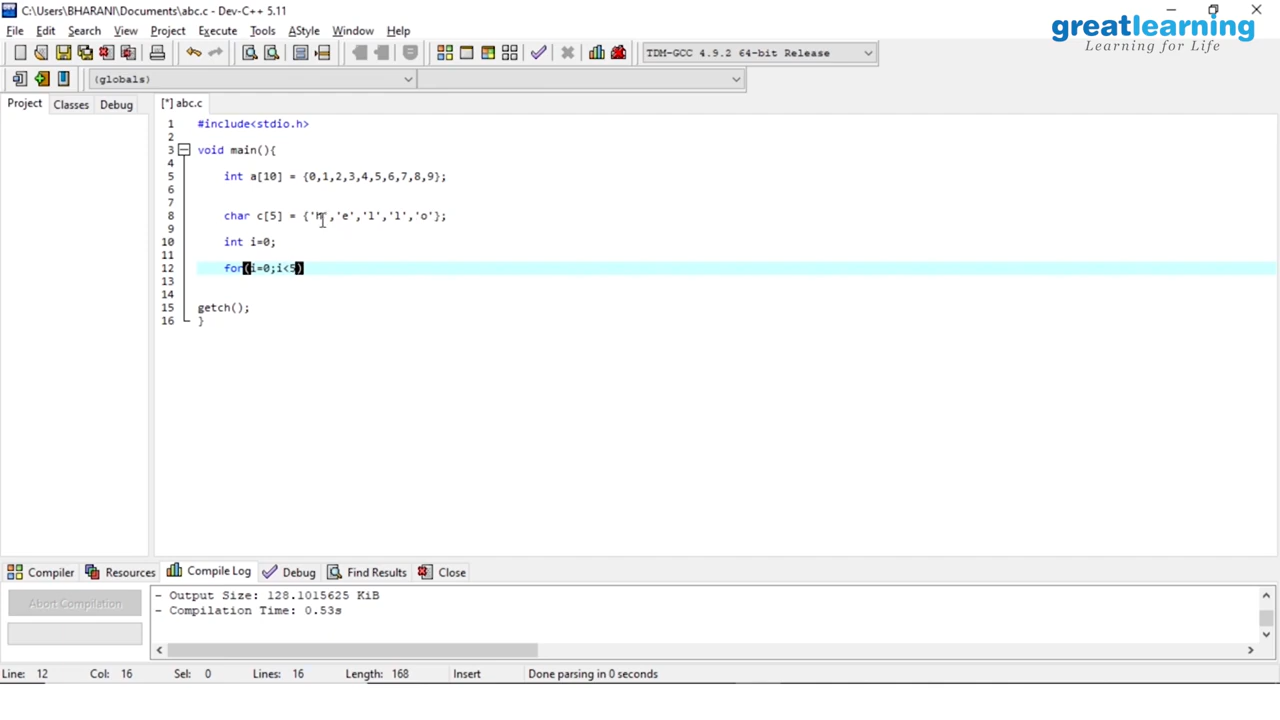 C:\Users\BHARANI\Documents\abc.c - Dev-C++ 5.11
greatlearning
Learning for Life
File Edit Search View Project Execute Tools AStyle Window Help
TDM-GCC 4.9.2 64-bit Release
(globals)
Project Classes Debug [*] abc.c
1 #include<stdio.h>
2
3 void main(){
4
5 int a[10] = {0,1,2,3,4,5,6,7,8,9};
6
7
8 char c[5] = {'h','e','l','l','o'};
9
10 int i=0;
11
12 for(i=0;i<5)
13
14
15 getch();
16 }
Compiler Resources Compile Log Debug Find Results Close
Abort Compilation
- Output Size: 128.1015625 KiB
- Compilation Time: 0.53s
Line: 12 Col: 16 Sel: 0 Lines: 16 Length: 168 Insert Done parsing in 0 seconds